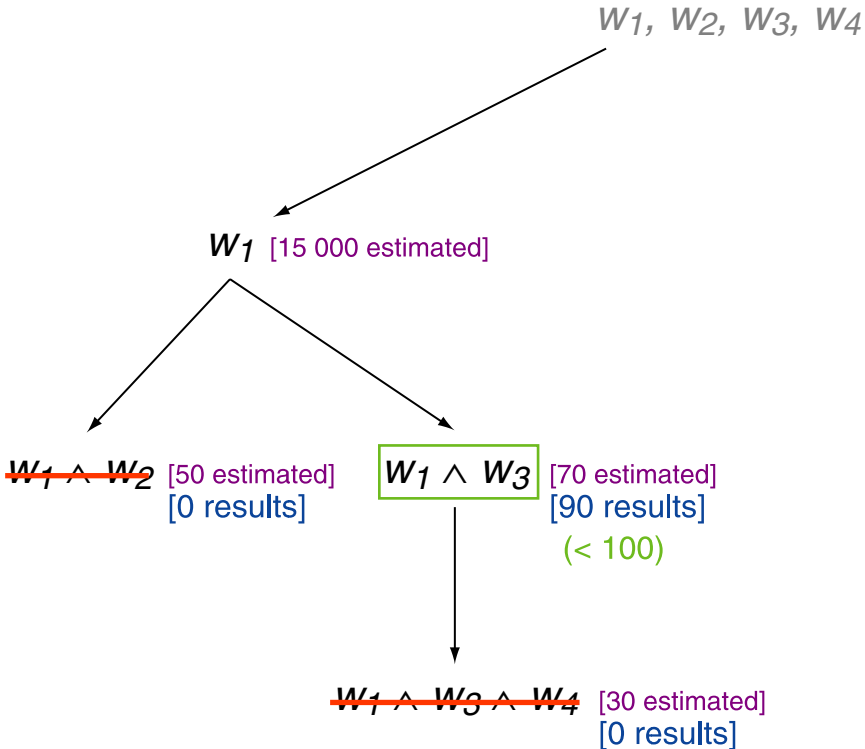 w1, w2, w3, w4
w1 [15 000 estimated]
w1 ∧ w2 [50 estimated]
[0 results]
w1 ∧ w3 [70 estimated]
[90 results]
(< 100)
w1 ∧ w3 ∧ w4 [30 estimated]
[0 results]